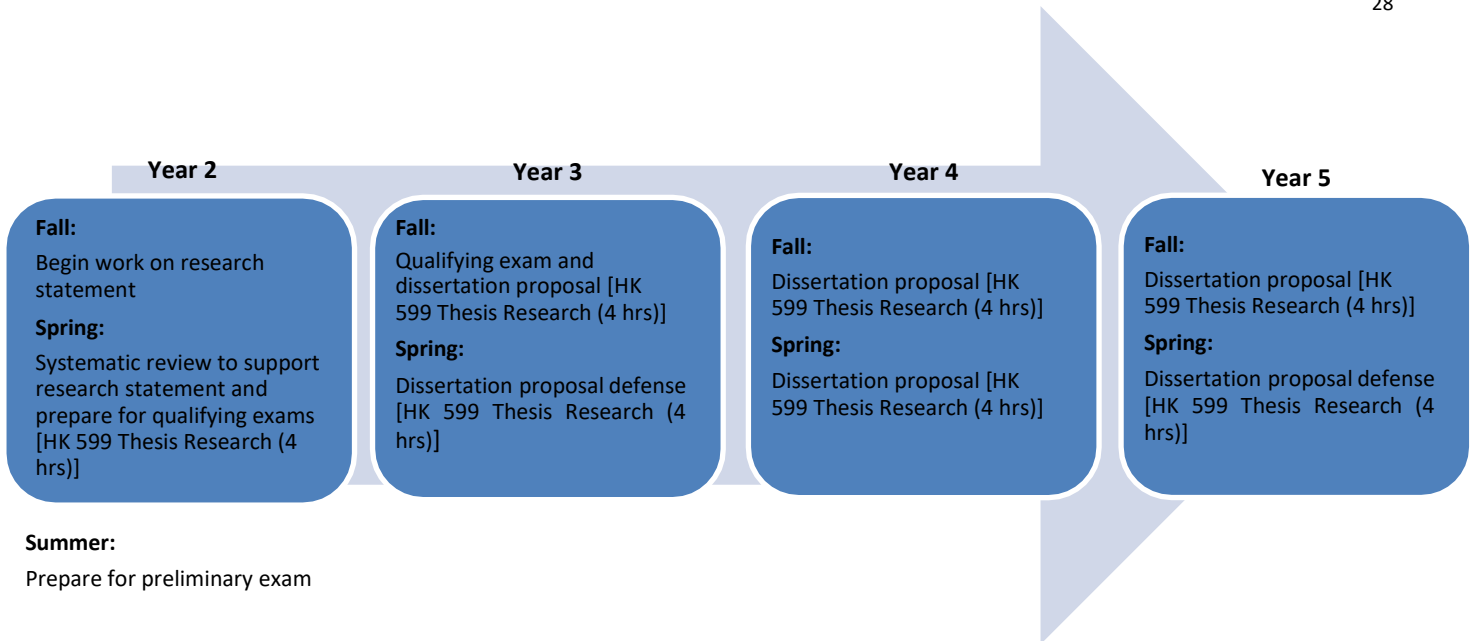 28
Year 2
Fall:
Begin work on research
statement
Spring:
Systematic review to support
research statement and
prepare for qualifying exams
[HK 599 Thesis Research (4
hrs)]
Summer:
Prepare for preliminary exam
Year 3
Fall:
Qualifying exam and
dissertation proposal [HK
599 Thesis Research (4 hrs)]
Spring:
Dissertation proposal defense
[HK 599 Thesis Research (4
hrs)]
Year 4
Fall:
Dissertation proposal [HK
599 Thesis Research (4 hrs)]
Spring:
Dissertation proposal [HK
599 Thesis Research (4 hrs)]
Year 5
Fall:
Dissertation proposal [HK
599 Thesis Research (4 hrs)]
Spring:
Dissertation proposal defense
[HK 599 Thesis Research (4
hrs)]